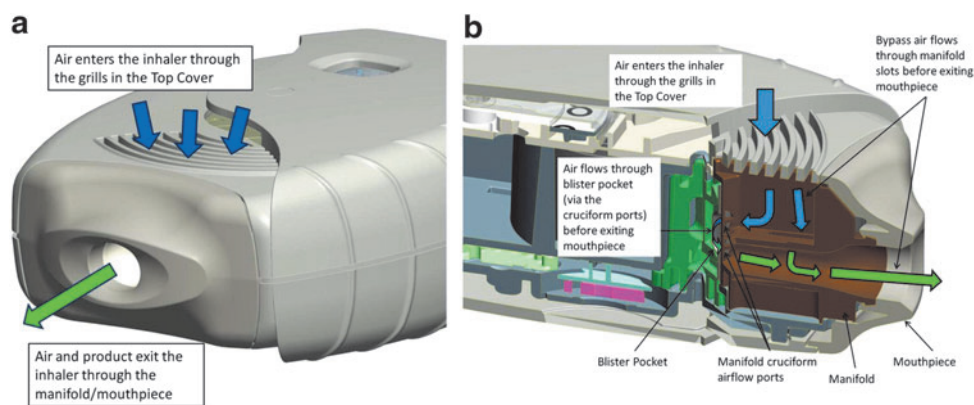 a
Air enters the inhaler through
the grills in the Top Cover
Air and product exit the
inhaler through the
manifold/mouthpiece
b
Air enters the inhaler
through the grills in
the Top Cover
Bypass air flows
through manifold
slots before exiting
mouthpiece
Air flows through
blister pocket
(via the
cruciform ports)
before exiting
mouthpiece
Blister Pocket
Manifold cruciform
airflow ports
Manifold
Mouthpiece